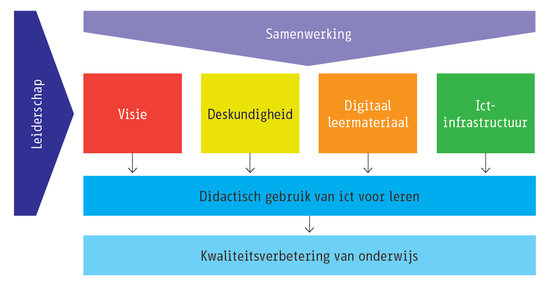 Leiderschap
Samenwerking
Visie
Deskundigheid
Digitaal
leermateriaal
Ict-
infrastructuur
Didactisch gebruik van ict voor leren
Kwaliteitsverbetering van onderwijs